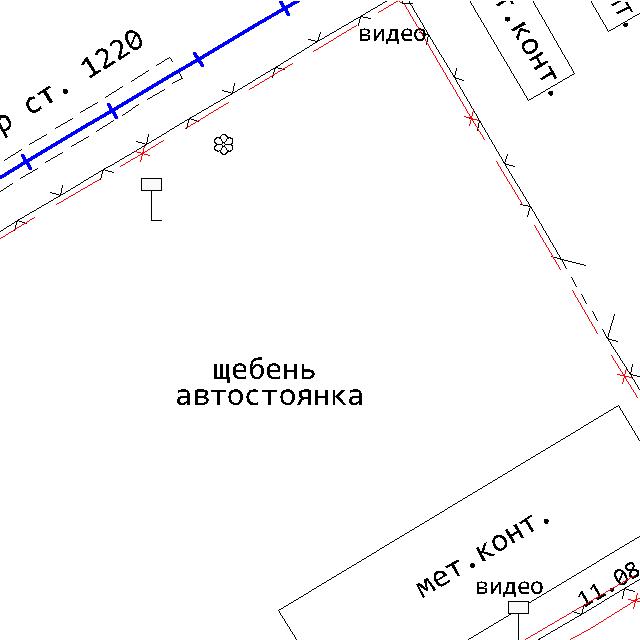 видео
т.конт.
т.
р ст. 1220
щебень
автостоянка
мет.конт.
видео
11.08